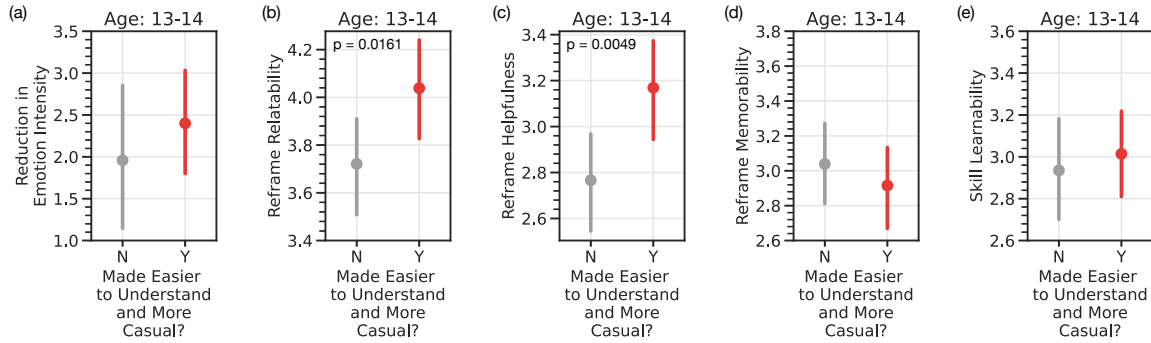 (a)
Age: 13-14
3.5
3.0
2.5
2.0
1.5
1.0
Reduction in
Emotion Intensity
N Y
Made Easier
to Understand
and More
Casual?
(b)
Age: 13-14
p = 0.0161
4.2
4.0
3.8
3.6
3.4
Reframe Relatability
N Y
Made Easier
to Understand
and More
Casual?
(c)
Age: 13-14
p = 0.0049
3.4
3.2
3.0
2.8
2.6
Reframe Helpfulness
N Y
Made Easier
to Understand
and More
Casual?
(d)
Age: 13-14
3.8
3.6
3.4
3.2
3.0
2.8
2.6
Reframe Memorability
N Y
Made Easier
to Understand
and More
Casual?
(e)
Age: 13-14
3.6
3.4
3.2
3.0
2.8
2.6
Skill Learnability
N Y
Made Easier
to Understand
and More
Casual?